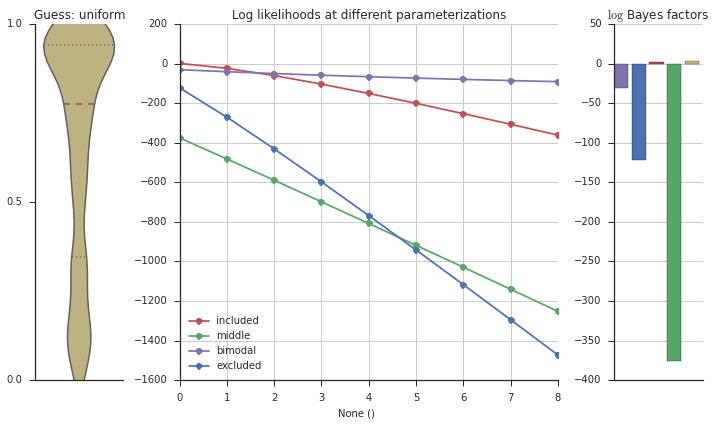 Guess: uniform
1.0
0.5
0.0
Log likelihoods at different parameterizations
200
0
−200
−400
−600
−800
−1000
−1200
−1400
−1600
included
middle
bimodal
excluded
0 1 2 3 4 5 6 7 8
None ()
log Bayes factors
50
0
−50
−100
−150
−200
−250
−300
−350
−400